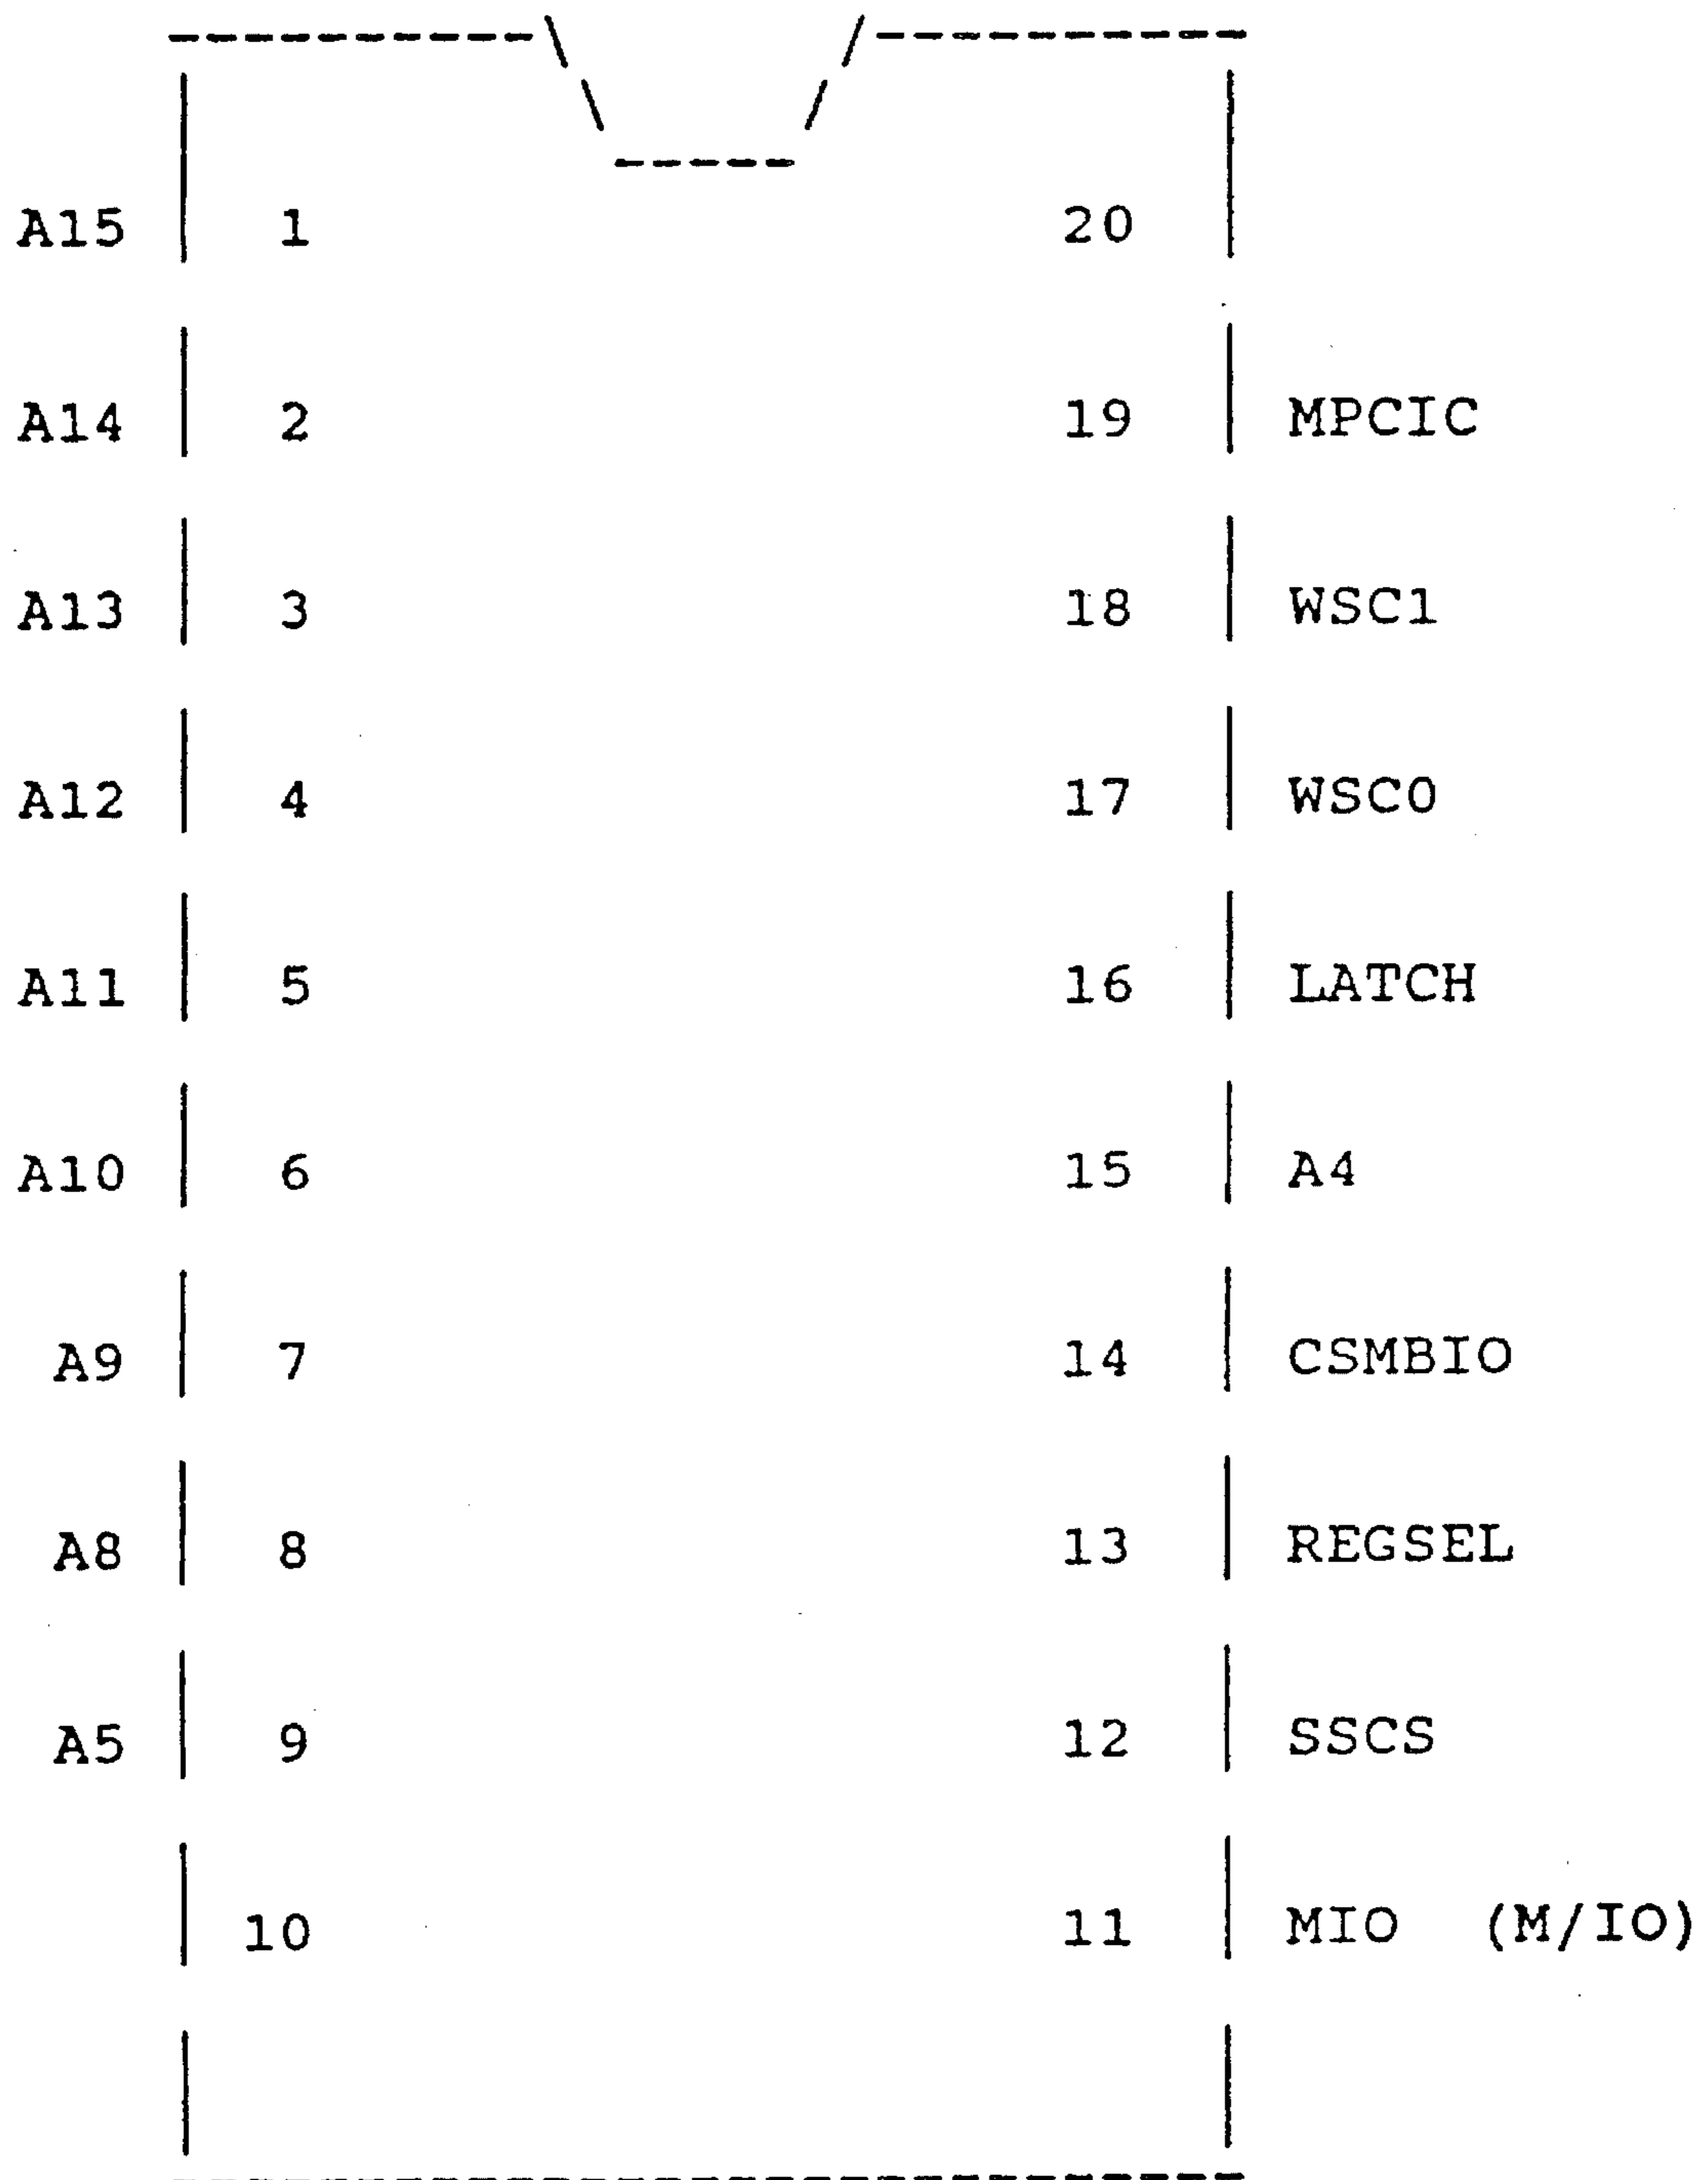 A15 1 20
A14 2 19 MPCIC
A13 3 18 WSC1
A12 4 17 WSC0
A11 5 16 LATCH
A10 6 15 A4
A9 7 14 CSMBIO
A8 8 13 REGSEL
A5 9 12 SSCS
10 11 MIO (M/IO)